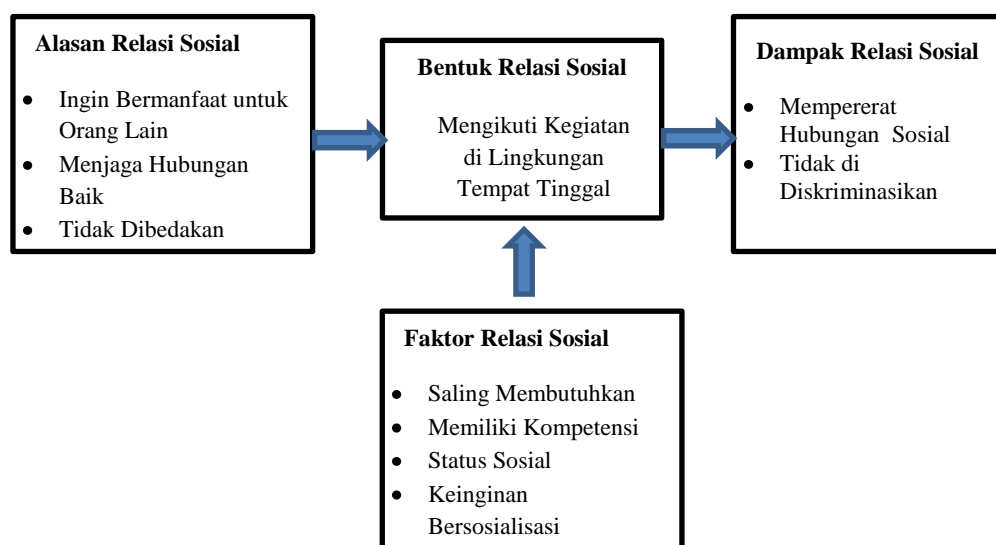 Alasan Relasi Sosial
• Ingin Bermanfaat untuk
Orang Lain
• Menjaga Hubungan
Baik
• Tidak Dibedakan
Bentuk Relasi Sosial
Mengikuti Kegiatan
di Lingkungan
Tempat Tinggal
Dampak Relasi Sosial
• Mempererat
Hubungan Sosial
• Tidak di
Diskriminasikan
Faktor Relasi Sosial
• Saling Membutuhkan
• Memiliki Kompetensi
• Status Sosial
• Keinginan
Bersosialisasi